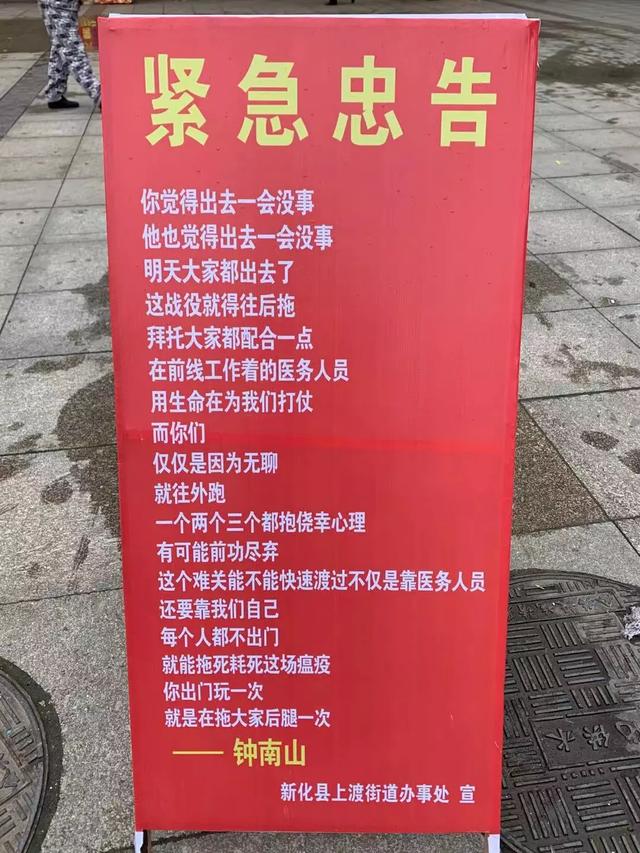 紧急忠告
你觉得出去一会没事
他也觉得出去一会没事
明天大家都出去了
这战役就得往后拖
拜托大家都配合一点
在前线工作着的医务人员
用生命在为我们打仗
而你们
仅仅是因为无聊
就往外跑
一个两个三个都抱侥幸心理
有可能前功尽弃
这个难关能不能快速渡过不仅是靠医务人员
还要靠我们自己
每个人都不出门
就能拖死耗死这场瘟疫
你出门玩一次
就是在拖大家后腿一次
—— 钟南山
新化县上渡街道办事处 宣